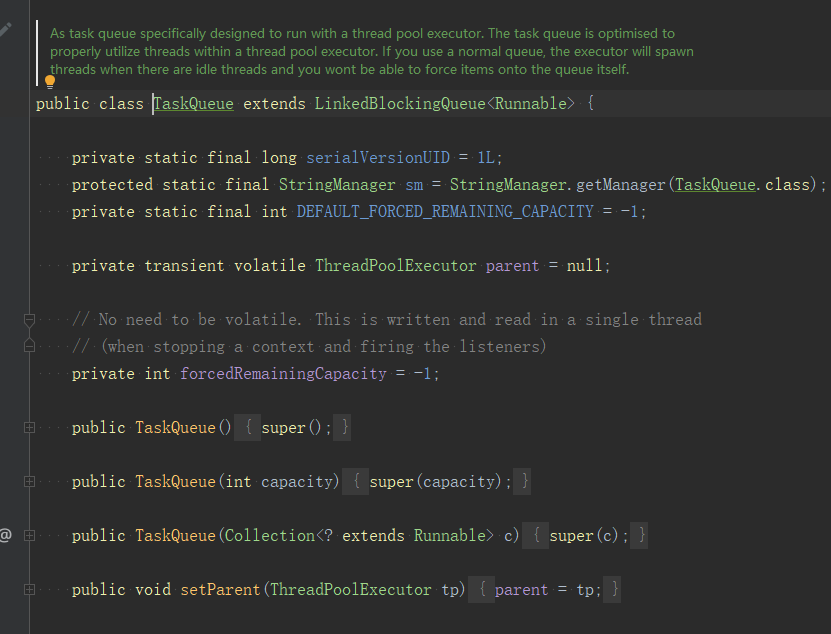 As task queue specifically designed to run with a thread pool executor. The task queue is optimised to
properly utilize threads within a thread pool executor. If you use a normal queue, the executor will spawn
threads when there are idle threads and you wont be able to force items onto the queue itself.
public class TaskQueue extends LinkedBlockingQueue<Runnable> {
private static final long serialVersionUID = 1L;
protected static final StringManager sm = StringManager.getManager(TaskQueue.class);
private static final int DEFAULT_FORCED_REMAINING_CAPACITY = -1;
private transient volatile ThreadPoolExecutor parent = null;
// No need to be volatile. This is written and read in a single thread
// (when stopping a context and firing the listeners)
private int forcedRemainingCapacity = -1;
public TaskQueue() { super(); }
public TaskQueue(int capacity) { super(capacity); }
@ public TaskQueue(Collection<? extends Runnable> c) { super(c); }
public void setParent(ThreadPoolExecutor tp) { parent = tp; }